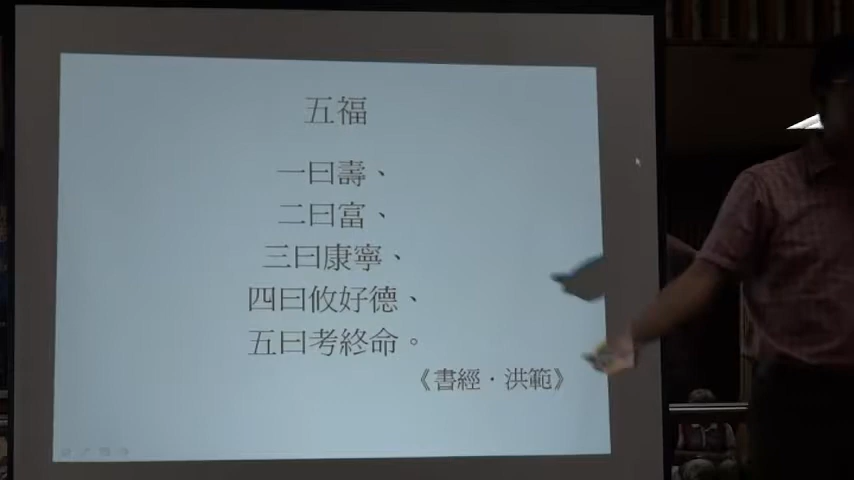 五福
一曰壽、
二曰富、
三曰康寧、
四曰攸好德、
五曰考終命。
《書經．洪範》